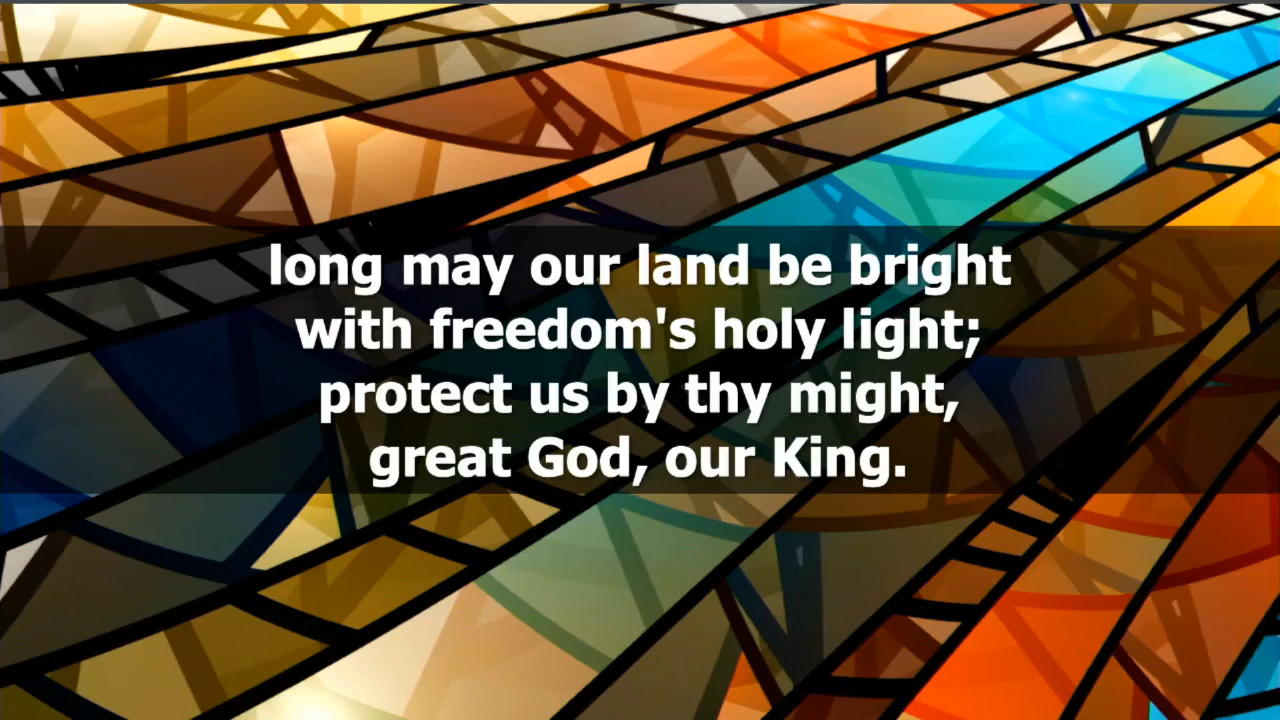 long may our land be bright
with freedom's holy light;
protect us by thy might,
great God, our King.